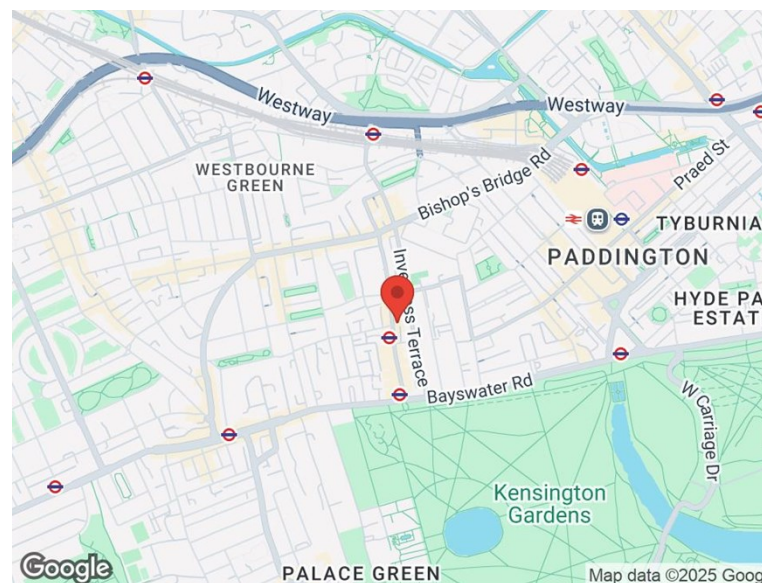 Westway
Westway
WESTBOURNE
GREEN
Bishop's Bridge Rd
Praed St
TYBURNIA
PADDINGTON
HYDE PA
ESTAT
Inve
ss Terrace
Bayswater Rd
W Carriage Dr
Kensington
Gardens
PALACE GREEN
Google
Map data ©2025 Goog